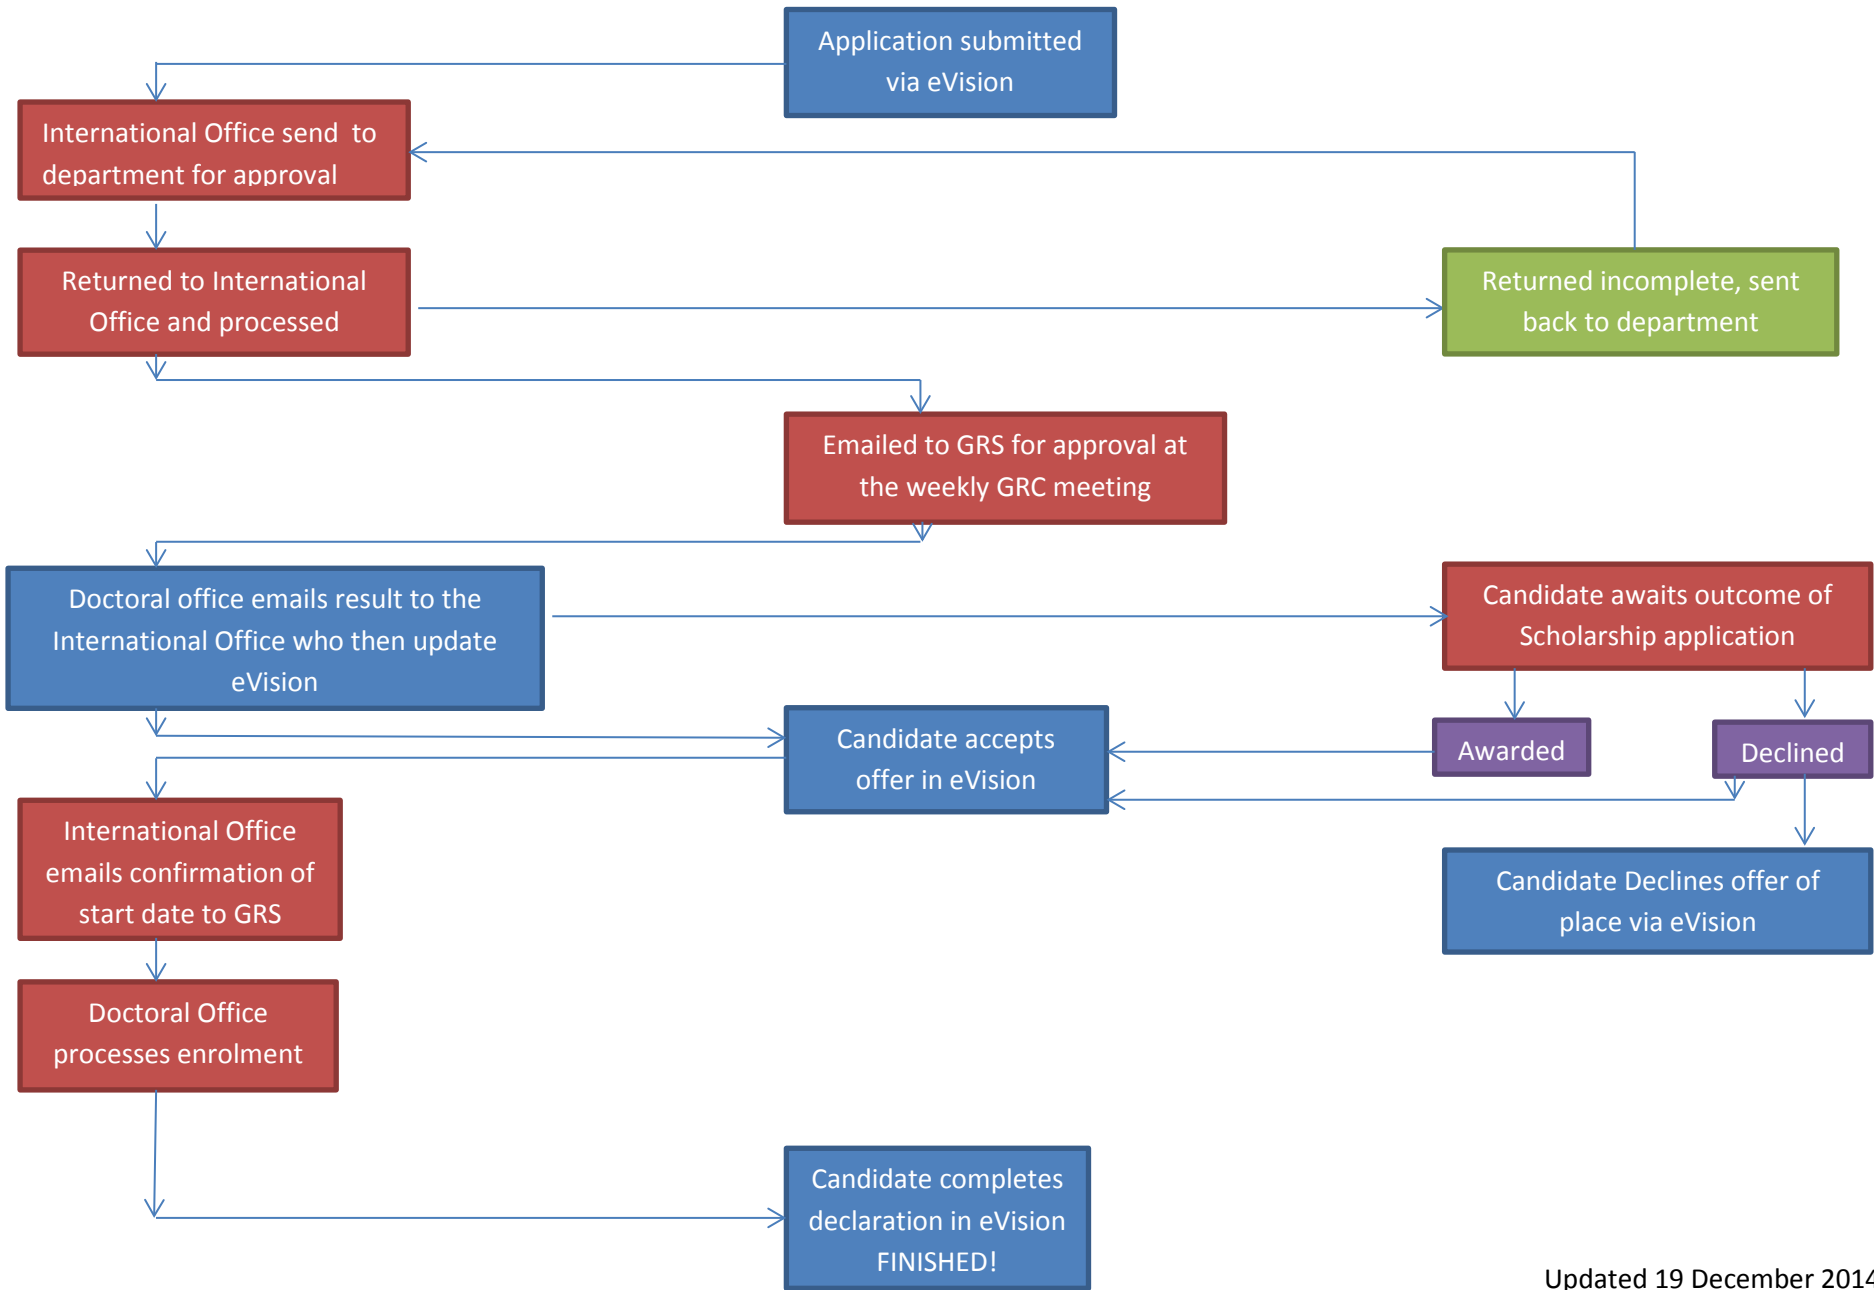 Application submitted
via eVision
International Office send  to
department for approval
Returned to International
Office and processed
Returned incomplete, sent
back to department
Emailed to GRS for approval at
the weekly GRC meeting
Doctoral office emails result to the
International Office who then update
eVision
Candidate awaits outcome of
Scholarship application
Candidate accepts
offer in eVision
Awarded
Declined
International Office
emails confirmation of
start date to GRS
Candidate Declines offer of
place via eVision
Doctoral Office
processes enrolment
Candidate completes
declaration in eVision
FINISHED!
Updated 19 December 2014